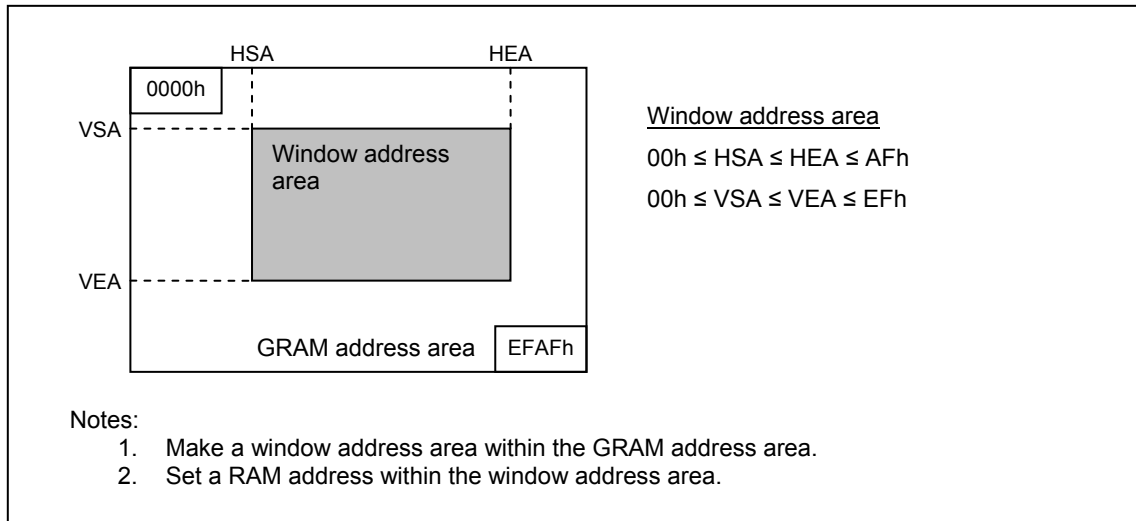 HSA HEA
0000h
VSA
Window address
area
VEA
GRAM address area EFAFh
Window address area
00h ≤ HSA ≤ HEA ≤ AFh
00h ≤ VSA ≤ VEA ≤ EFh
Notes:
1. Make a window address area within the GRAM address area.
2. Set a RAM address within the window address area.